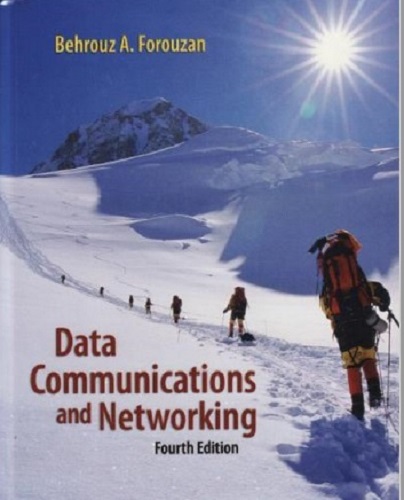 Behrouz A. Forouzan
Data
Communications
and Networking
Fourth Edition